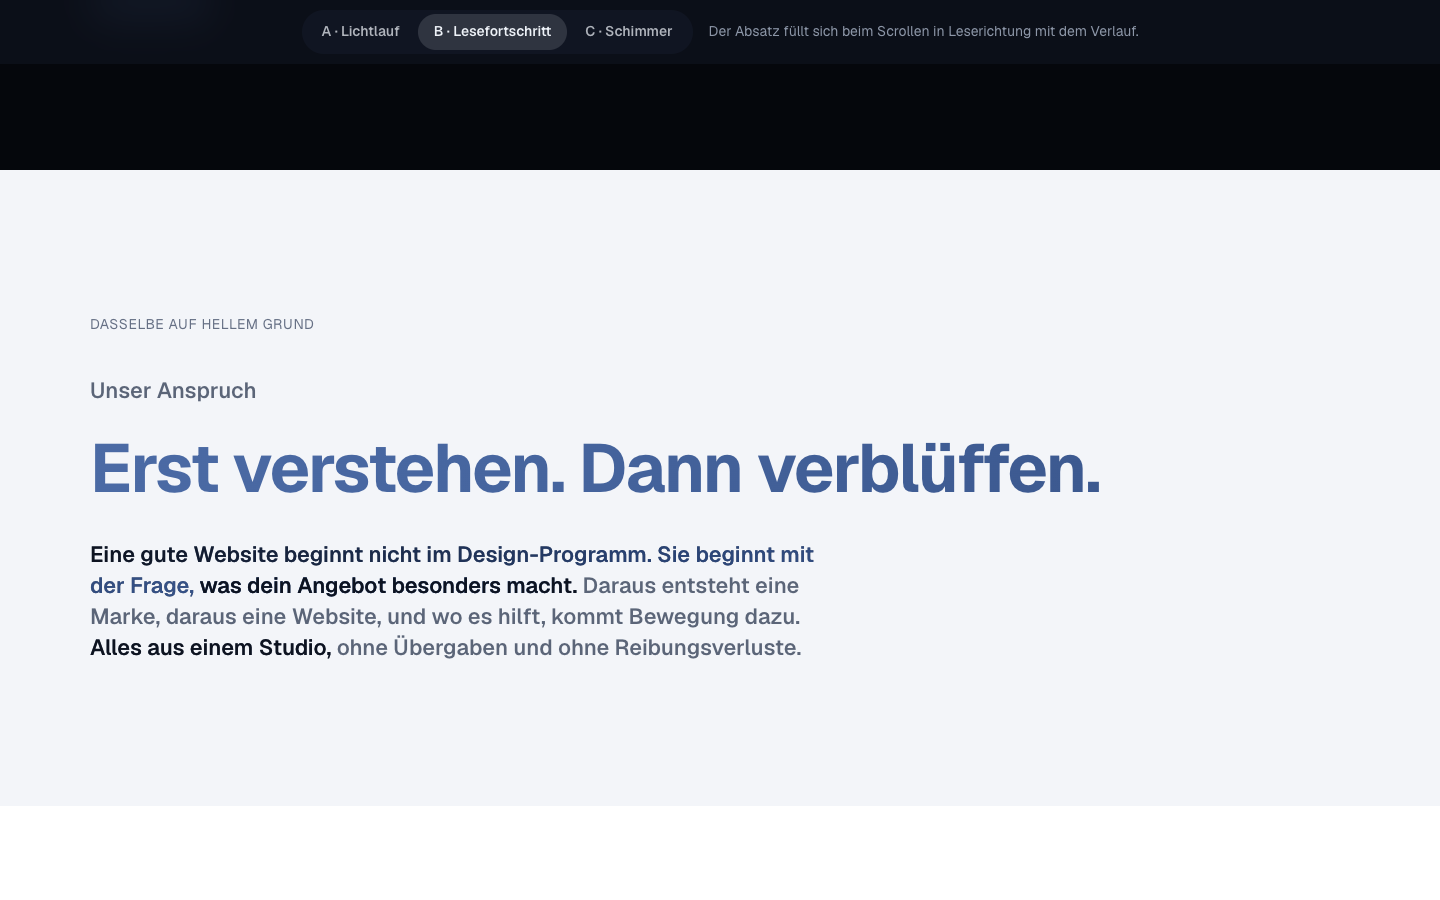 A · Lichtlauf B · Lesefortschritt C · Schimmer Der Absatz füllt sich beim Scrollen in Leserichtung mit dem Verlauf.
DASSELBE AUF HELLEM GRUND
Unser Anspruch
Erst verstehen. Dann verblüffen.
Eine gute Website beginnt nicht im Design-Programm. Sie beginnt mit
der Frage, was dein Angebot besonders macht. Daraus entsteht eine
Marke, daraus eine Website, und wo es hilft, kommt Bewegung dazu.
Alles aus einem Studio, ohne Übergaben und ohne Reibungsverluste.